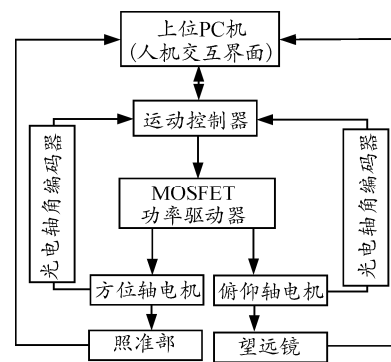 上位PC机
(人机交互界面)
运动控制器
光电轴角编码器
光电轴角编码器
MOSFET
功率驱动器
方位轴电机
俯仰轴电机
照准部
望远镜